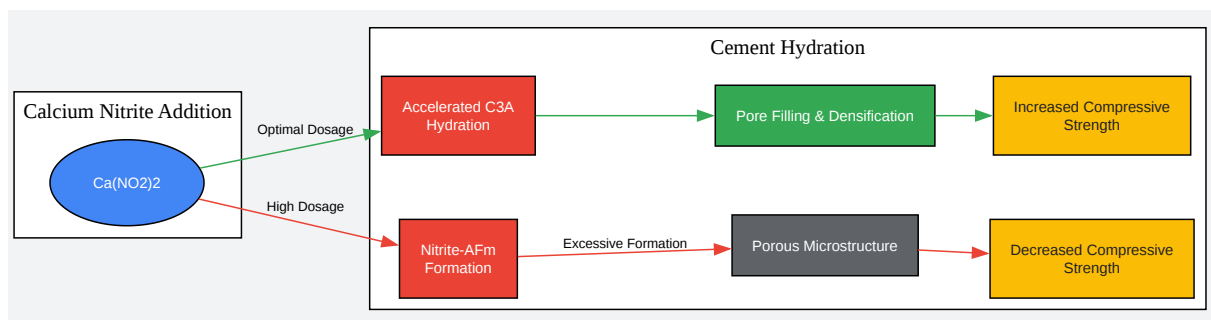 Cement Hydration
Calcium Nitrite Addition
Ca(NO2)2
Optimal Dosage
Accelerated C3A
Hydration
Pore Filling & Densification
Increased Compressive
Strength
High Dosage
Nitrite-AFm
Formation
Excessive Formation
Porous Microstructure
Decreased Compressive
Strength